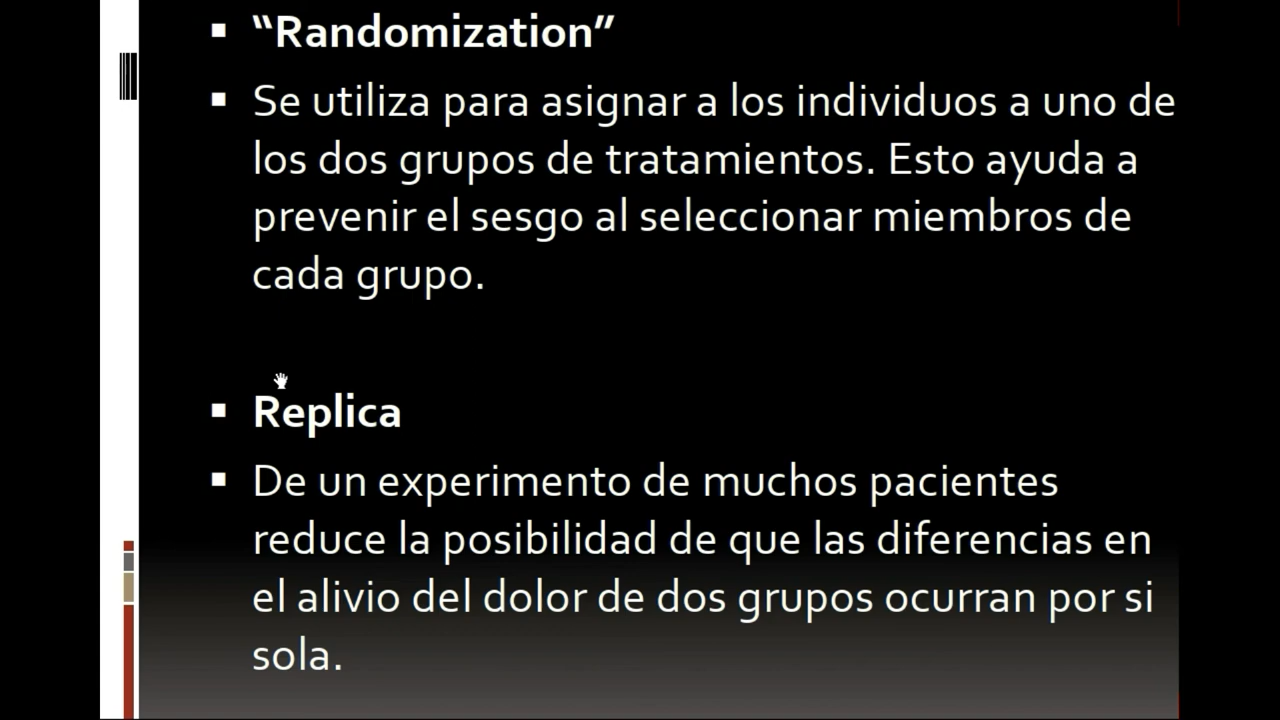 ▪ “Randomization”
▪ Se utiliza para asignar a los individuos a uno de
los dos grupos de tratamientos. Esto ayuda a
prevenir el sesgo al seleccionar miembros de
cada grupo.
▪ Replica
▪ De un experimento de muchos pacientes
reduce la posibilidad de que las diferencias en
el alivio del dolor de dos grupos ocurran por si
sola.